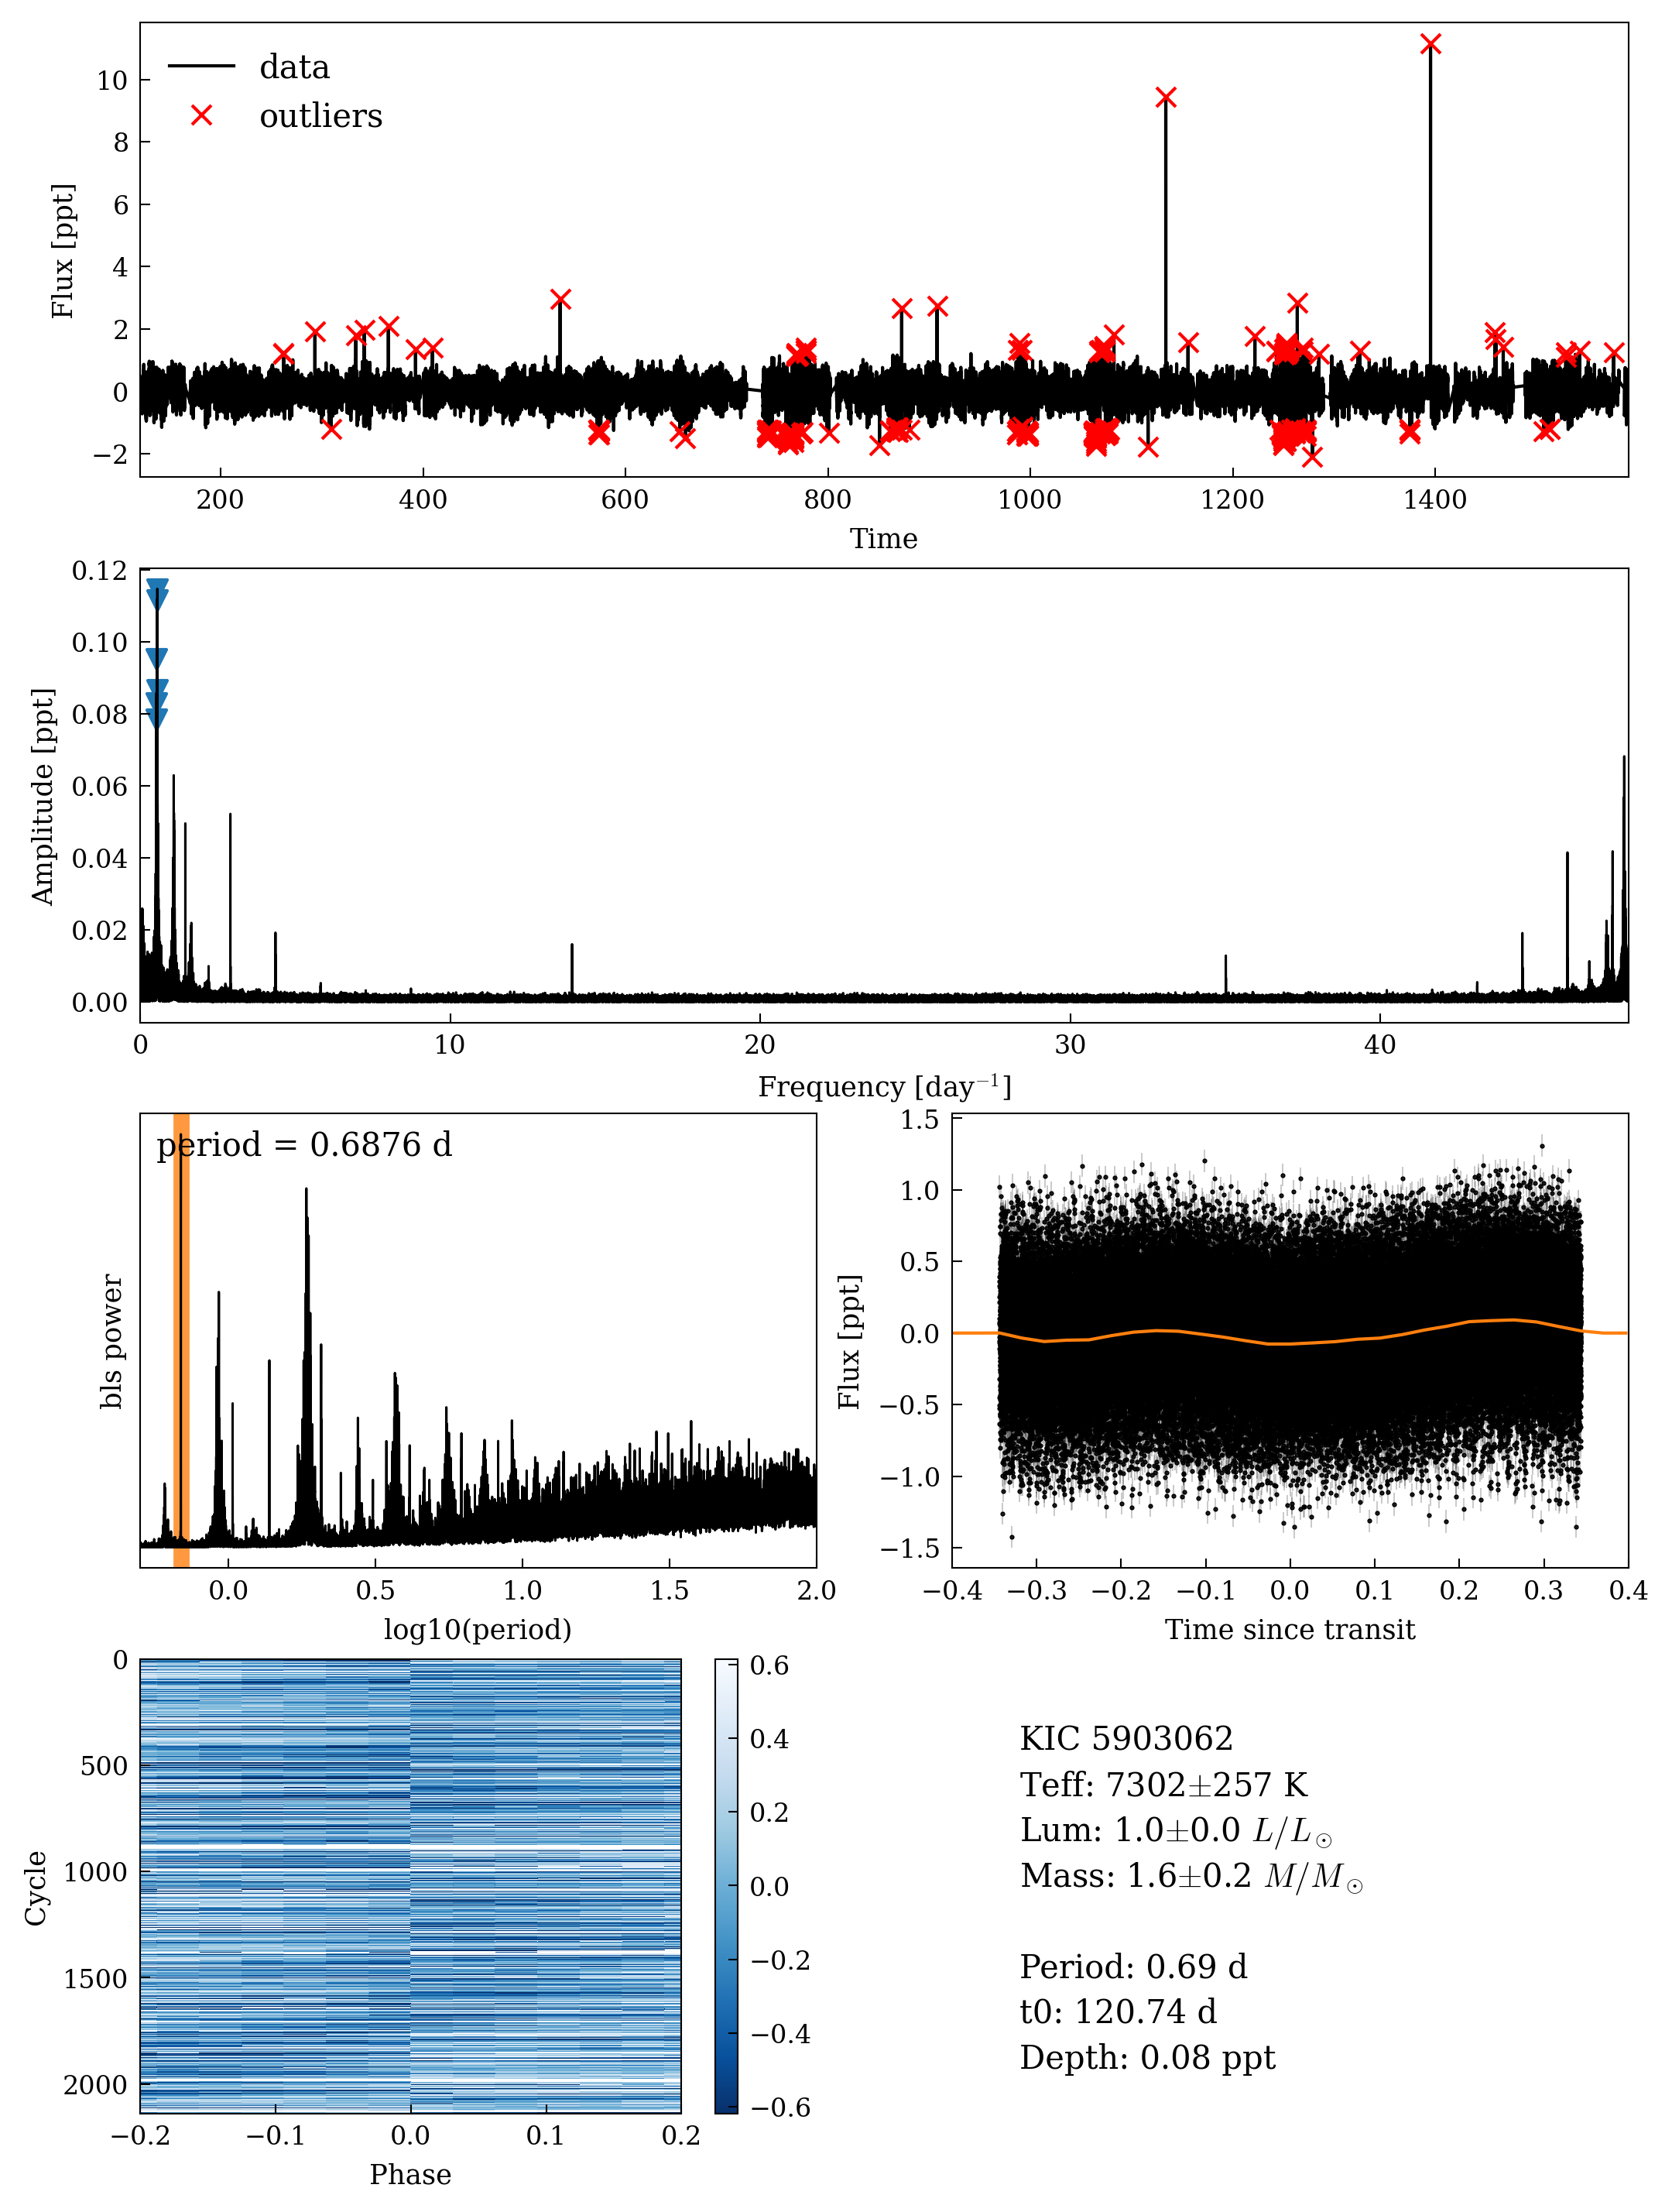 data
outliers
10
8
6
4
2
0
−2
Flux [ppt]
200 400 600 800 1000 1200 1400
Time
0.12
0.10
0.08
0.06
0.04
0.02
0.00
Amplitude [ppt]
0 10 20 30 40
Frequency [day⁻¹]
period = 0.6876 d
bls power
0.0 0.5 1.0 1.5 2.0
log10(period)
1.5
1.0
0.5
0.0
−0.5
−1.0
−1.5
Flux [ppt]
−0.4 −0.3 −0.2 −0.1 0.0 0.1 0.2 0.3 0.4
Time since transit
0
500
1000
1500
2000
Cycle
−0.2 −0.1 0.0 0.1 0.2
Phase
0.6
0.4
0.2
0.0
−0.2
−0.4
−0.6
KIC 5903062
Teff: 7302±257 K
Lum: 1.0±0.0 L/L⊙
Mass: 1.6±0.2 M/M⊙
Period: 0.69 d
t0: 120.74 d
Depth: 0.08 ppt